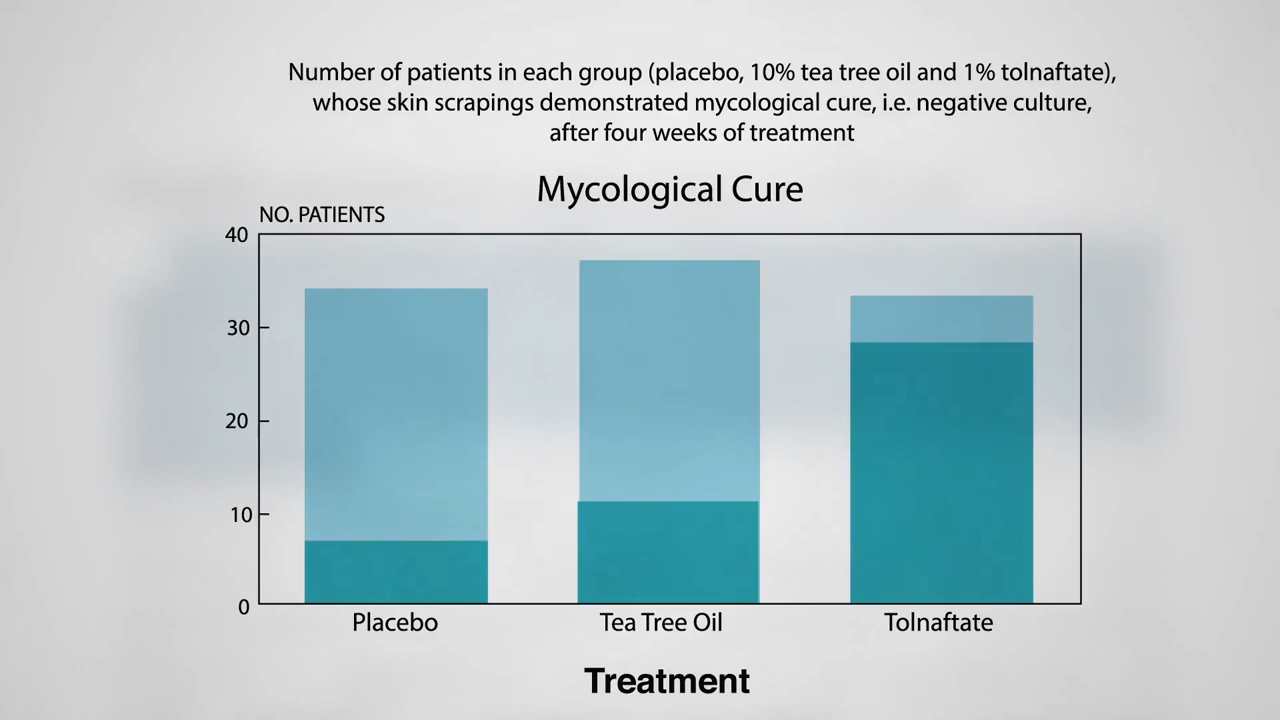 Number of patients in each group (placebo, 10% tea tree oil and 1% tolnaftate),
whose skin scrapings demonstrated mycological cure, i.e. negative culture,
after four weeks of treatment
Mycological Cure
NO. PATIENTS
40
30
20
10
0
Placebo
Tea Tree Oil
Tolnaftate
Treatment